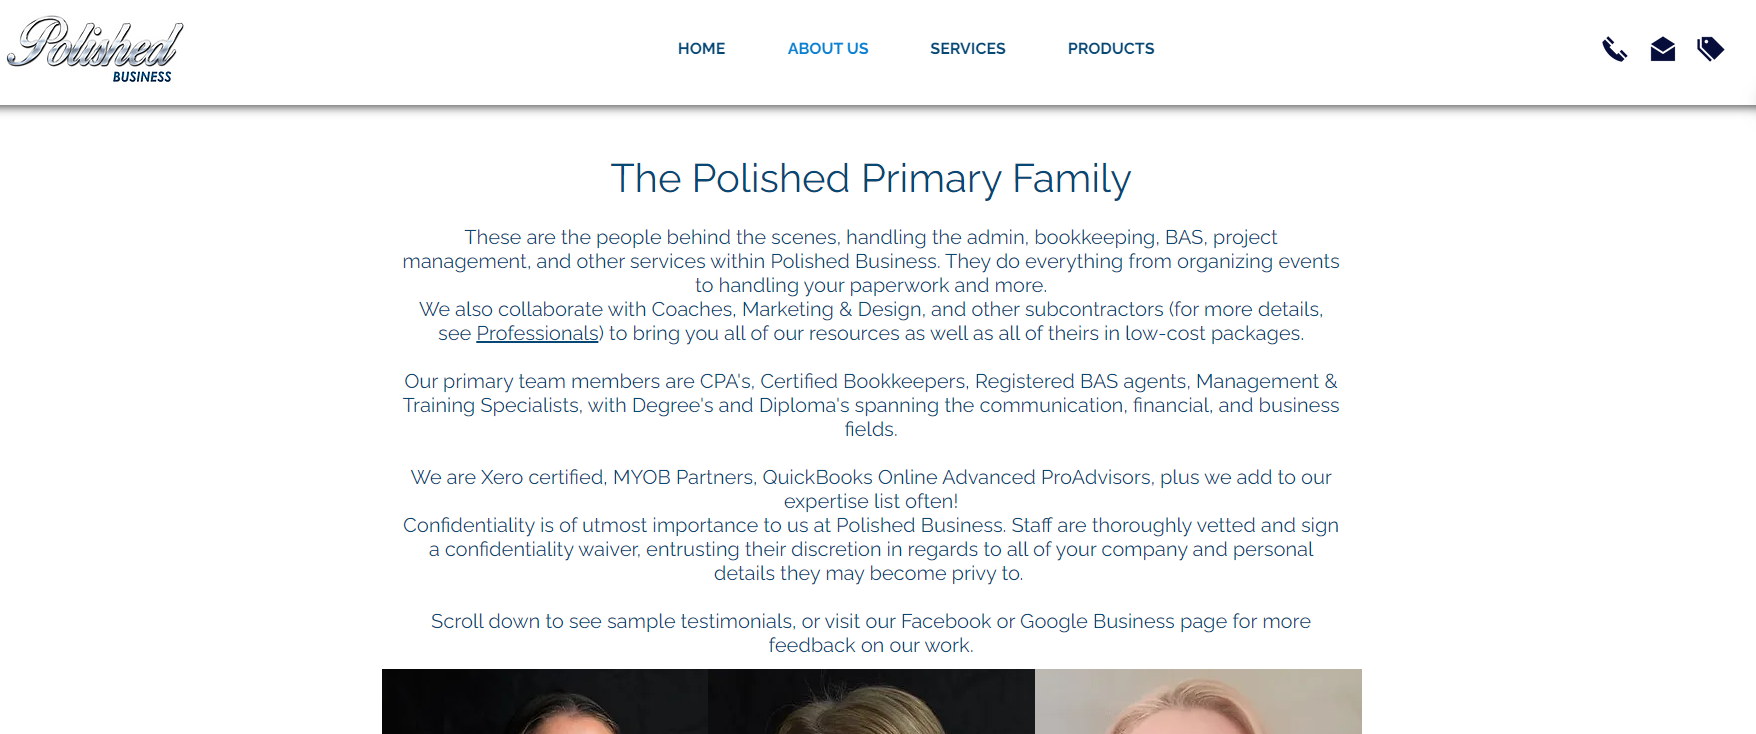 Polished
BUSINESS
HOME
ABOUT US
SERVICES
PRODUCTS
The Polished Primary Family
These are the people behind the scenes, handling the admin, bookkeeping, BAS, project
management, and other services within Polished Business. They do everything from organizing events
to handling your paperwork and more.
We also collaborate with Coaches, Marketing & Design, and other subcontractors (for more details,
see Professionals) to bring you all of our resources as well as all of theirs in low-cost packages.
Our primary team members are CPA's, Certified Bookkeepers, Registered BAS agents, Management &
Training Specialists, with Degree's and Diploma's spanning the communication, financial, and business
fields.
We are Xero certified, MYOB Partners, QuickBooks Online Advanced ProAdvisors, plus we add to our
expertise list often!
Confidentiality is of utmost importance to us at Polished Business. Staff are thoroughly vetted and sign
a confidentiality waiver, entrusting their discretion in regards to all of your company and personal
details they may become privy to.
Scroll down to see sample testimonials, or visit our Facebook or Google Business page for more
feedback on our work.